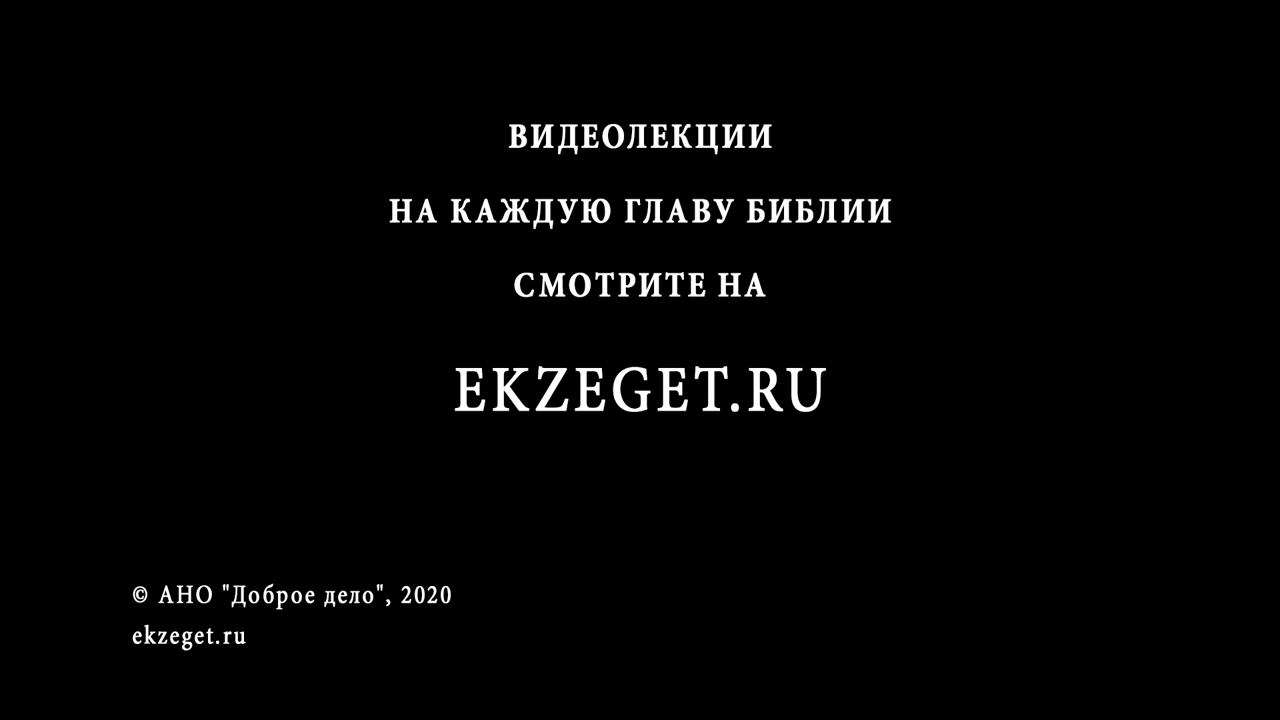 ВИДЕОЛЕКЦИИ
НА КАЖДУЮ ГЛАВУ БИБЛИИ
СМОТРИТЕ НА
EKZEGET.RU
© АНО "Доброе дело", 2020
ekzeget.ru